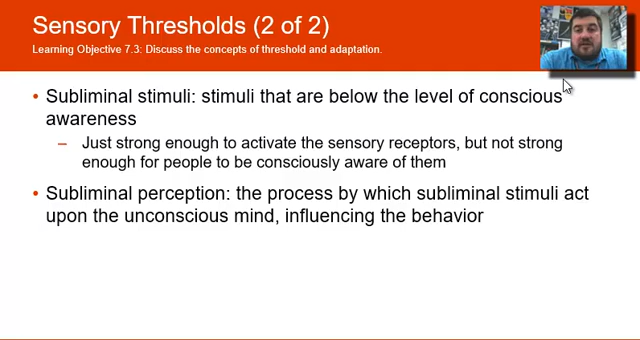 Sensory Thresholds (2 of 2)
Learning Objective 7.3: Discuss the concepts of threshold and adaptation.
• Subliminal stimuli: stimuli that are below the level of conscious
awareness
– Just strong enough to activate the sensory receptors, but not strong
enough for people to be consciously aware of them
• Subliminal perception: the process by which subliminal stimuli act
upon the unconscious mind, influencing the behavior